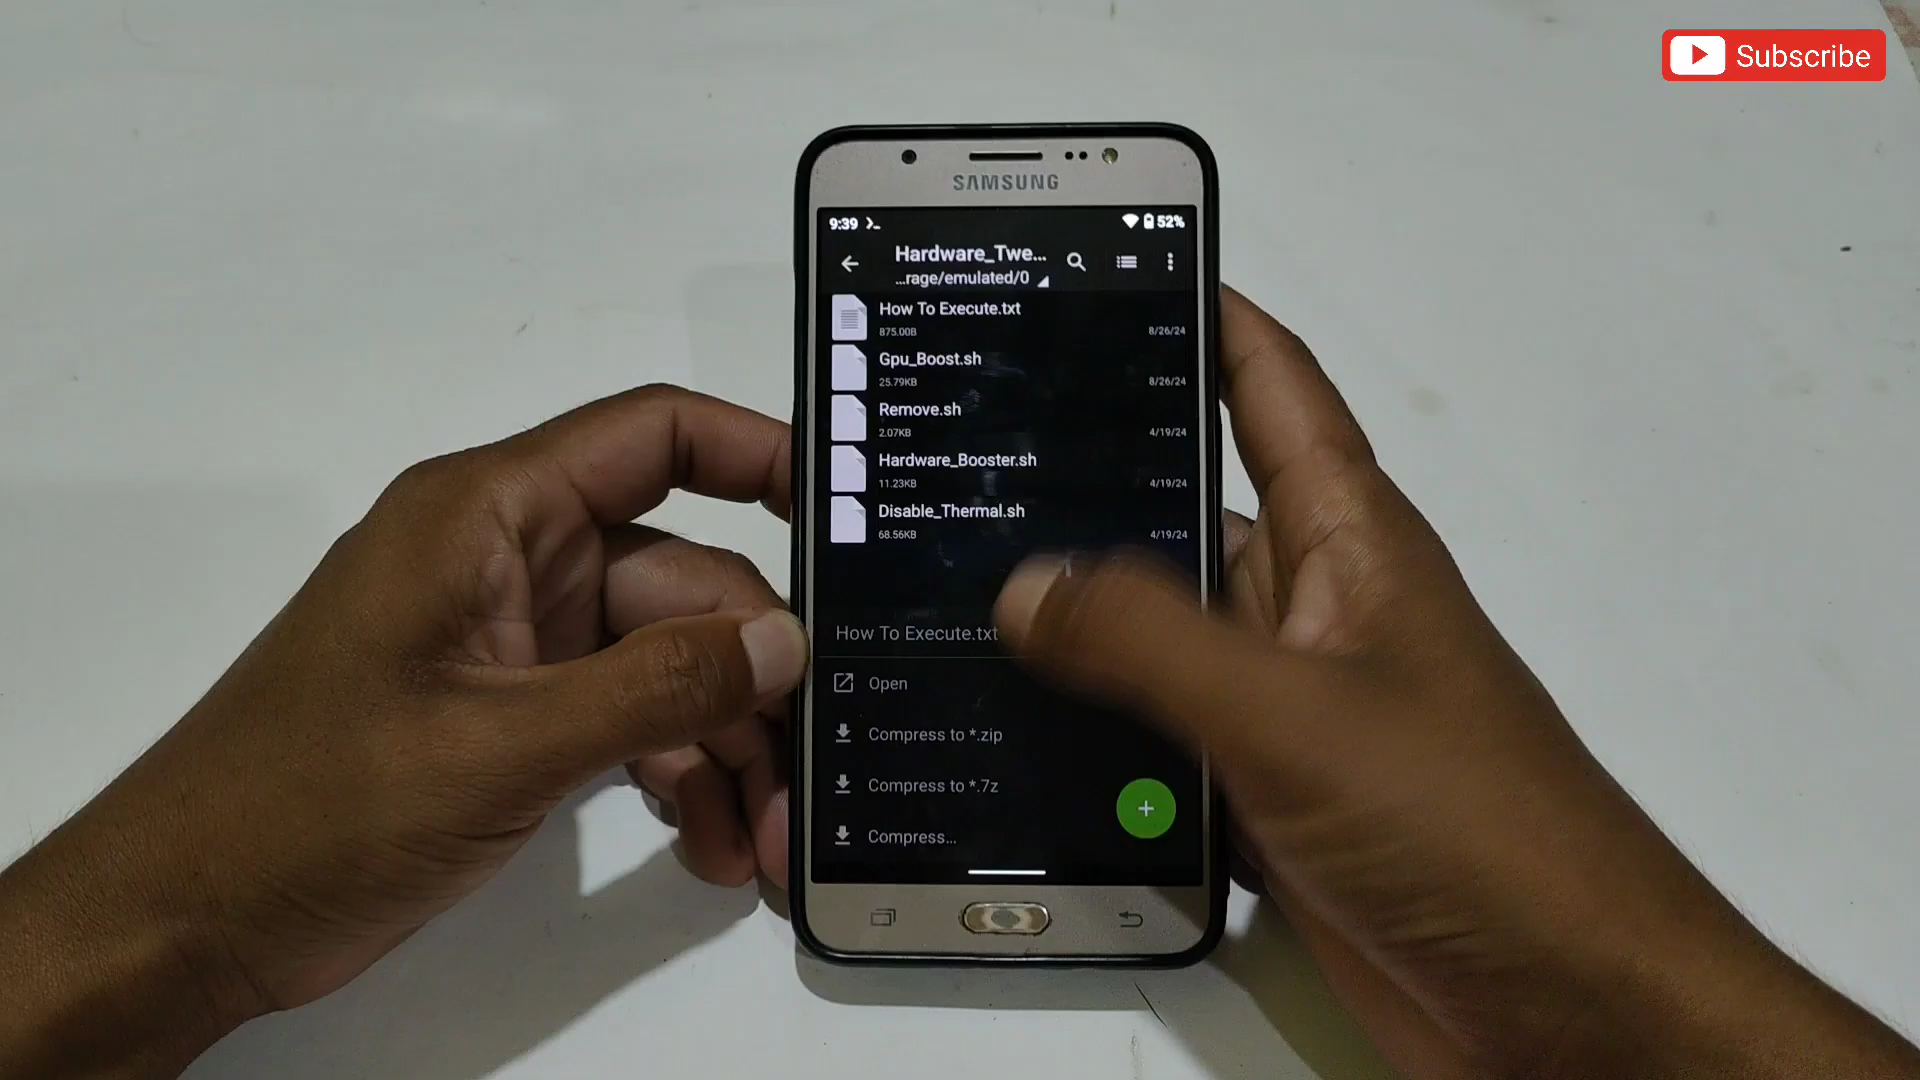 Subscribe
SAMSUNG
9:39
52%
Hardware_Twe...
...rage/emulated/0
How To Execute.txt
875.00B
8/26/24
Gpu_Boost.sh
25.79KB
8/26/24
Remove.sh
2.07KB
4/19/24
Hardware_Booster.sh
11.23KB
4/19/24
Disable_Thermal.sh
68.56KB
4/19/24
How To Execute.txt
Open
Compress to *.zip
Compress to *.7z
Compress...